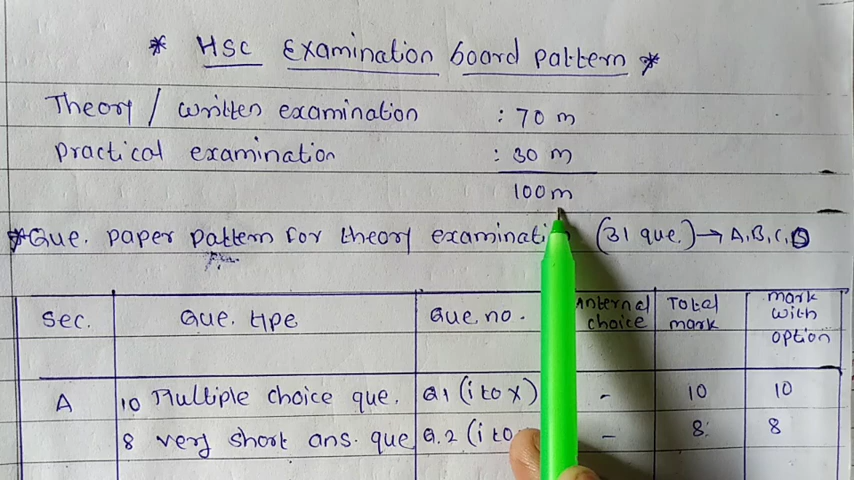 * HSC Examination board pattern *
Theory / written examination : 70 m
practical examination : 30 m
100m
*Que. paper pattern for theory examination (31 que.) → A, B, C, D
Sec. Que. type Que no. Internal choice Total mark mark with option
A 10 Multiple choice que. Q.1 (i to x) - 10 10
8 very short ans. que Q.2 (i to - 8 8